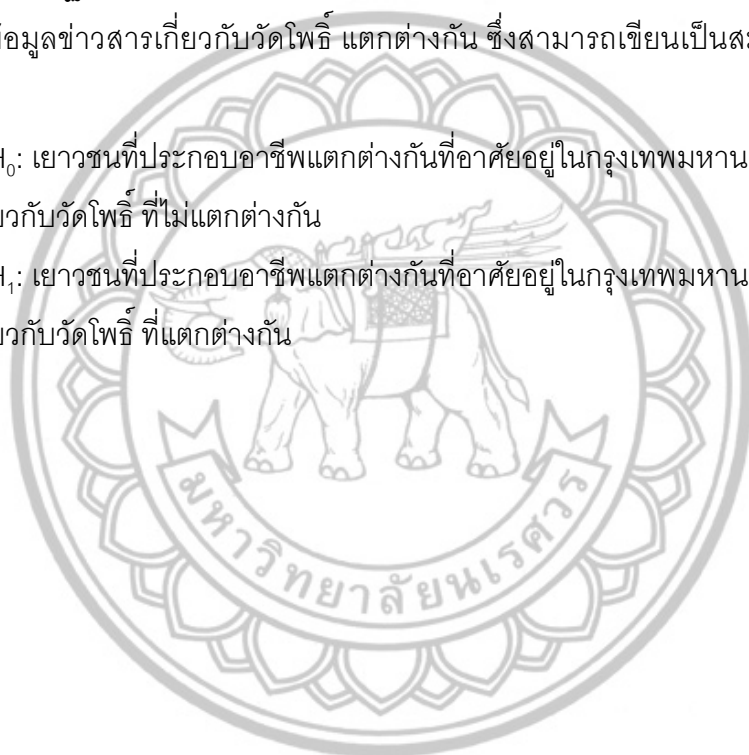 ข้อมูลข่าวสารเกี่ยวกับวัดโพธิ์ แตกต่างกัน ซึ่งสามารถเขียนเป็น
H₀: เยาวชนที่ประกอบอาชีพแตกต่างกันที่อาศัยอยู่ในกรุงเทพมหาน
ยวกับวัดโพธิ์ ที่ไม่แตกต่างกัน
H₁: เยาวชนที่ประกอบอาชีพแตกต่างกันที่อาศัยอยู่ในกรุงเทพมหาน
ยวกับวัดโพธิ์ ที่แตกต่างกัน
มหาวิทยาลัยนเรศวร